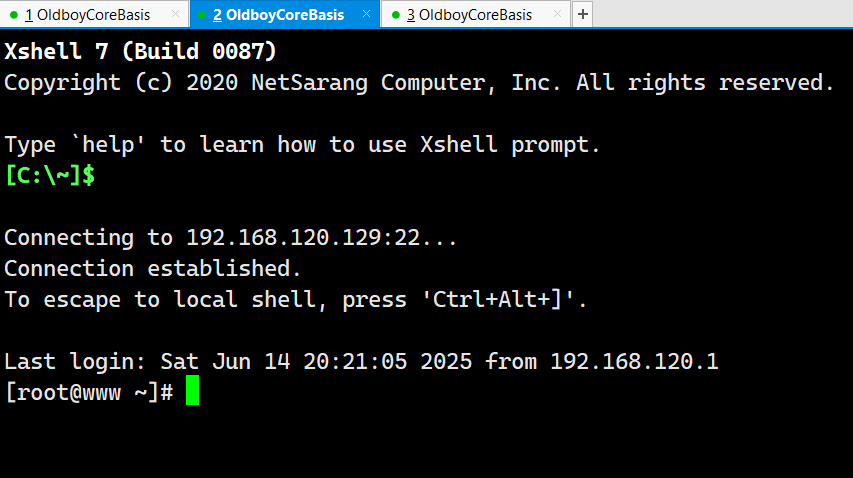 1 OldboyCoreBasis × 2 OldboyCoreBasis × 3 OldboyCoreBasis × +
Xshell 7 (Build 0087)
Copyright (c) 2020 NetSarang Computer, Inc. All rights reserved.
Type `help' to learn how to use Xshell prompt.
[C:\~]$
Connecting to 192.168.120.129:22...
Connection established.
To escape to local shell, press 'Ctrl+Alt+]'.
Last login: Sat Jun 14 20:21:05 2025 from 192.168.120.1
[root@www ~]#